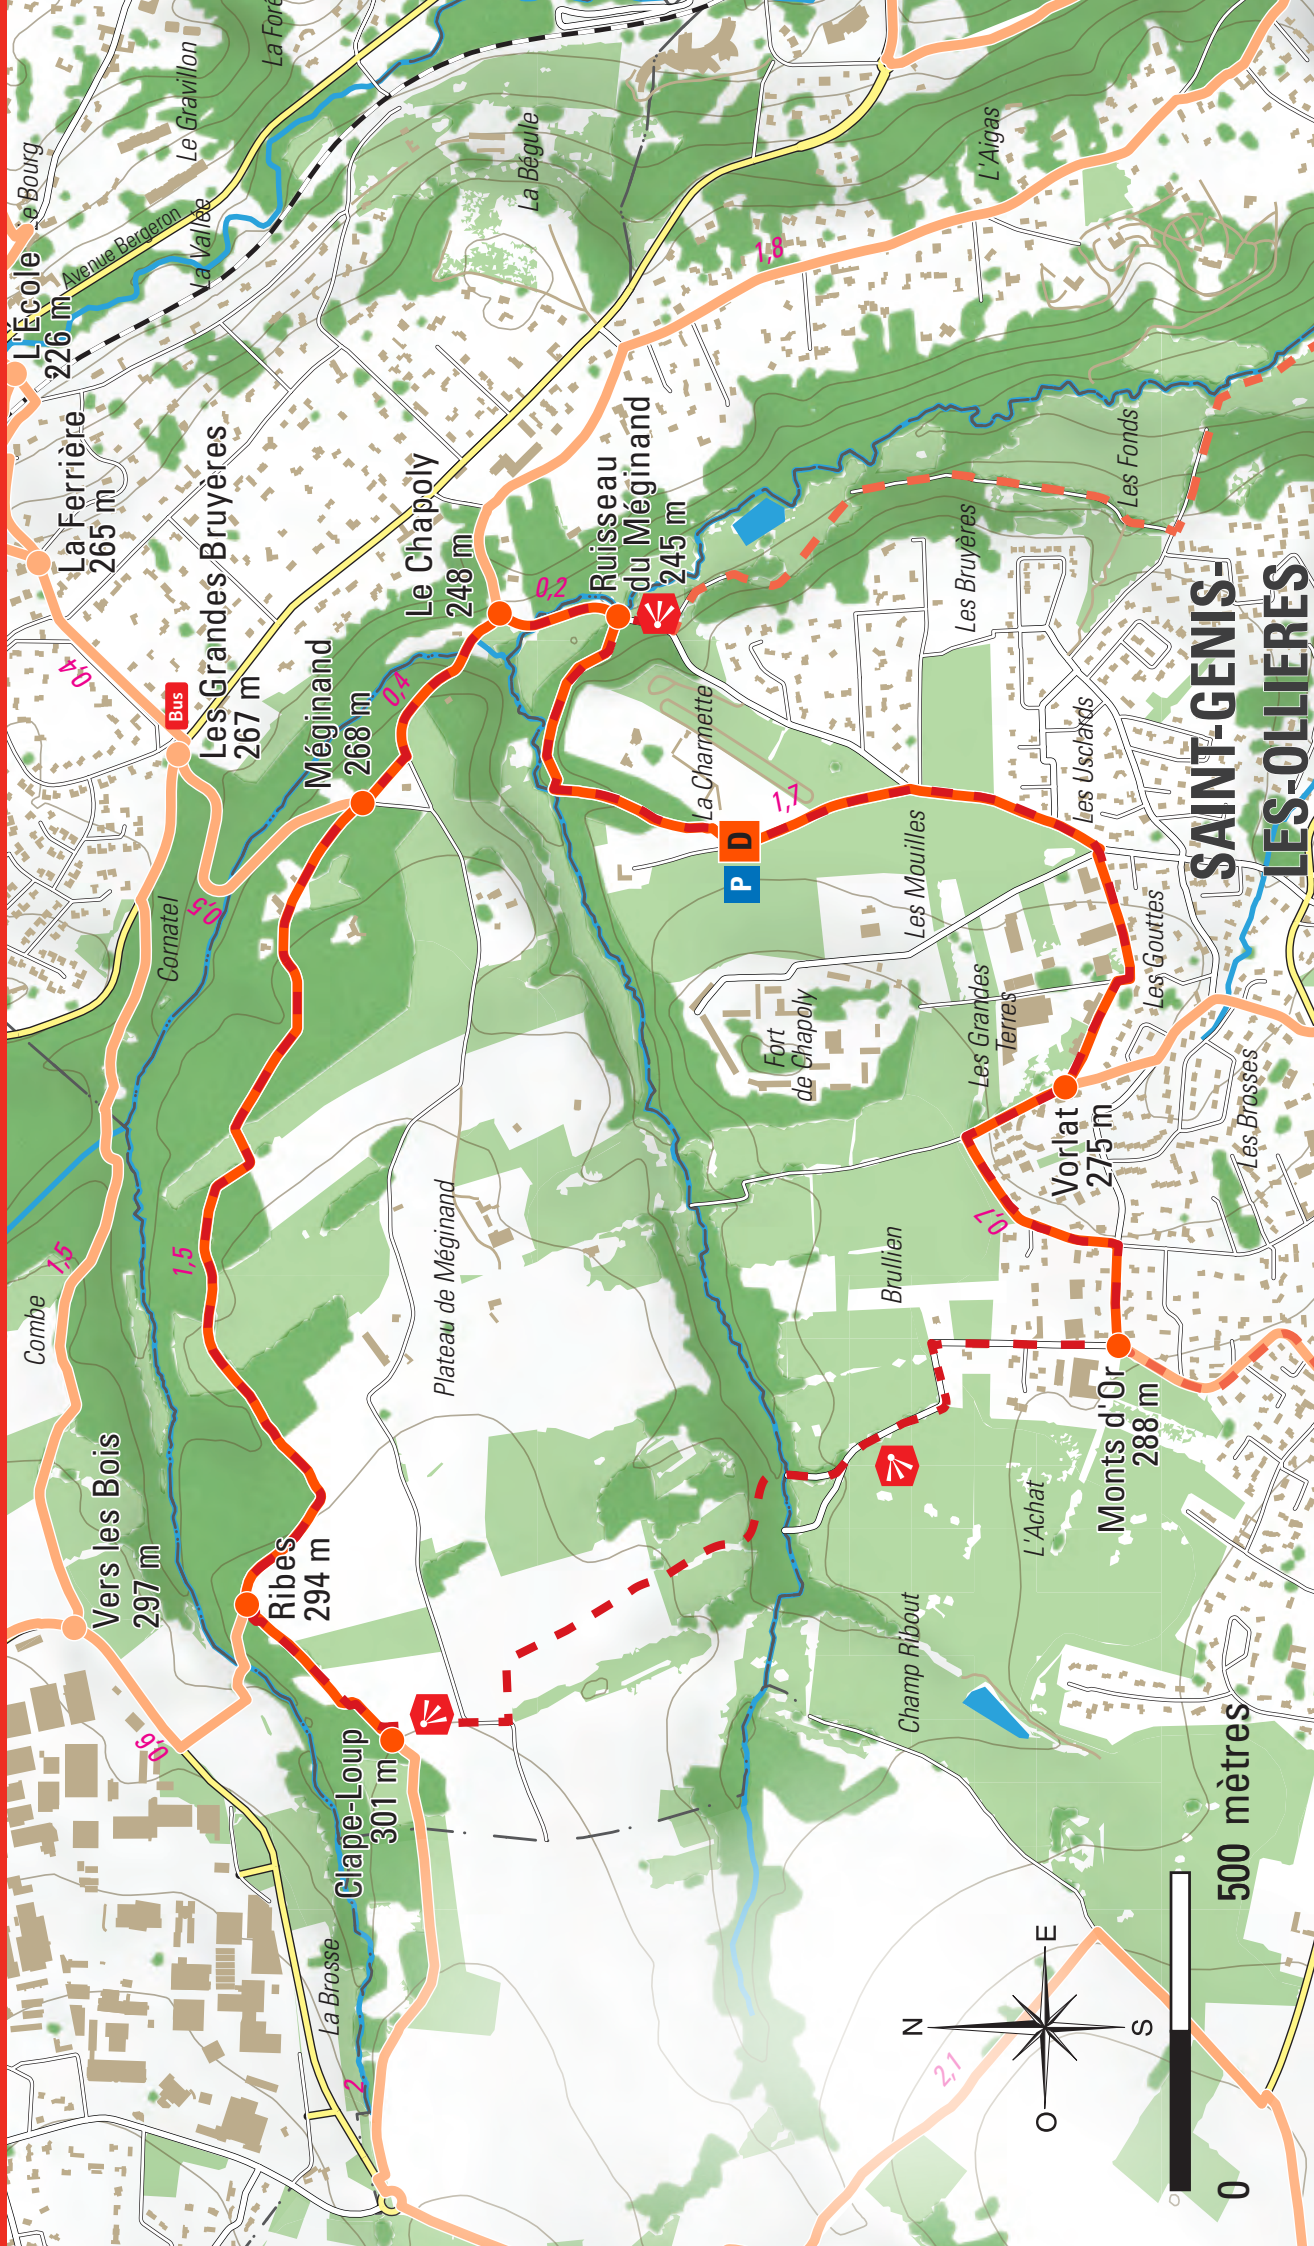 La Forê
Le Gravillon
Le Bourg
Avenue Bergeron
La Vallée
L'Ecole
226 m
La Bégule
L'Aigas
1,8
La Ferrière
265 m
0,4
Bus
Les Grandes Bruyères
267 m
Méginand
268 m
0,4
Le Chapoly
248 m
0,2
Ruisseau
du Méginand
245 m
Les Fonds
Les Bruyères
La Charmette
1,7
P
D
Les Usclards
Les Mouilles
SAINT-GENIS-
LES-OLLIERES
Cornatel
0,5
Fort
de Chapoly
Les Grandes
Terres
Les Gouttes
Les Brosses
Vorlat
275 m
0,7
Combe
1,5
1,5
Plateau de Méginand
Brullien
Vers les Bois
297 m
Ribes
294 m
Monts d'Or
288 m
L'Achat
Champ Ribout
0,6
Clape-Loup
301 m
La Brosse
2
2,1
N
E
S
O
0
500 mètres